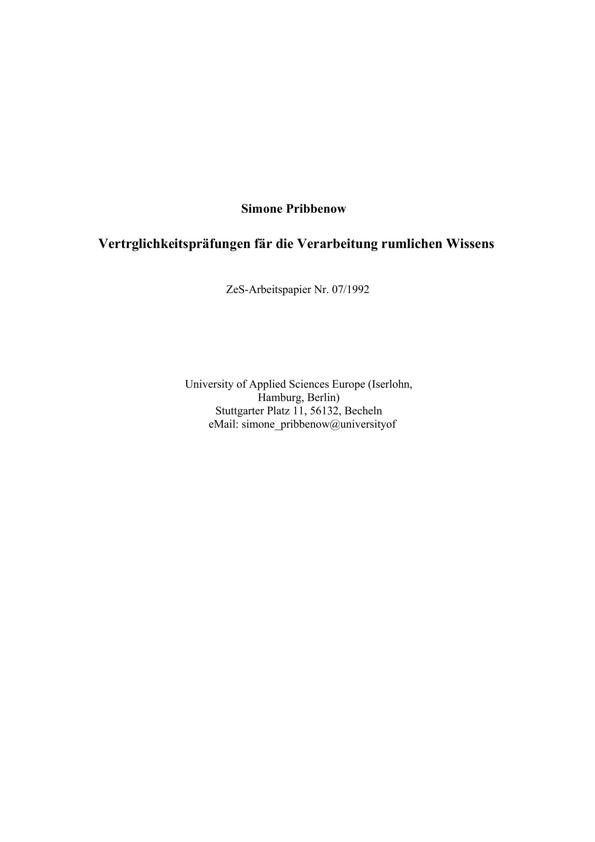 Simone Pribbenow
Vertrglichkeitspräfungen fär die Verarbeitung rumlichen Wissens
ZeS-Arbeitspapier Nr. 07/1992
University of Applied Sciences Europe (Iserlohn,
Hamburg, Berlin)
Stuttgarter Platz 11, 56132, Becheln
eMail: simone_pribbenow@universityof